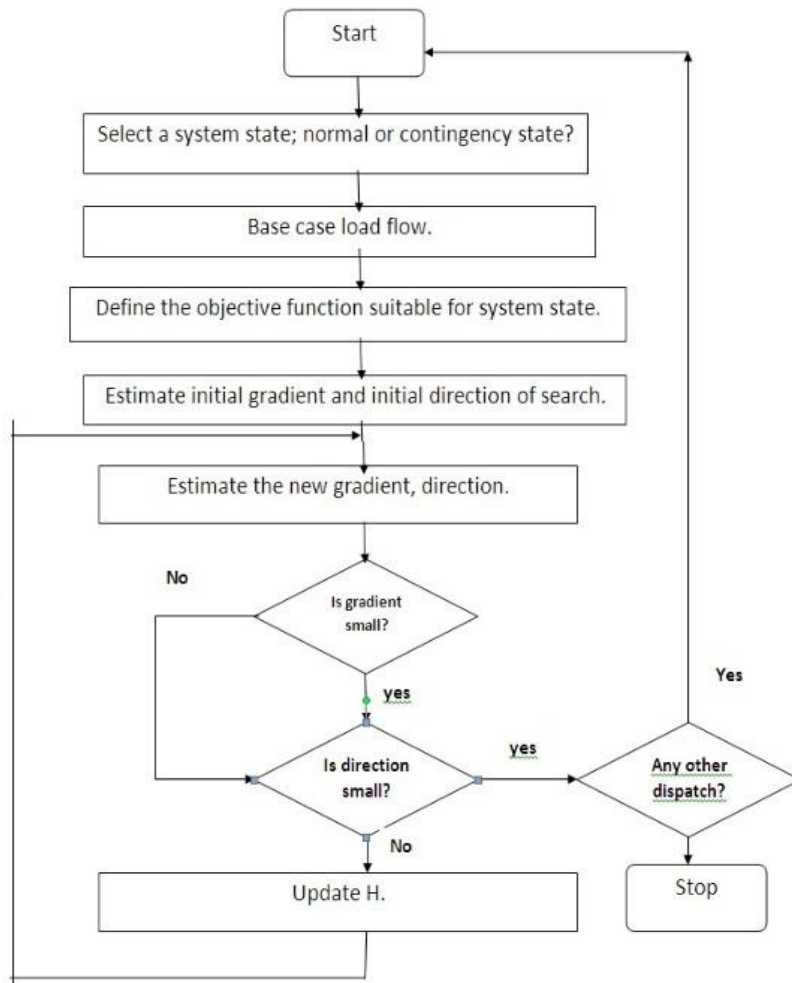 Start
Select a system state; normal or contingency state?
Base case load flow.
Define the objective function suitable for system state.
Estimate initial gradient and initial direction of search.
Estimate the new gradient, direction.
No
Is gradient
small?
yes
Is direction
small?
yes
Any other
dispatch?
Yes
No
Update H.
Stop